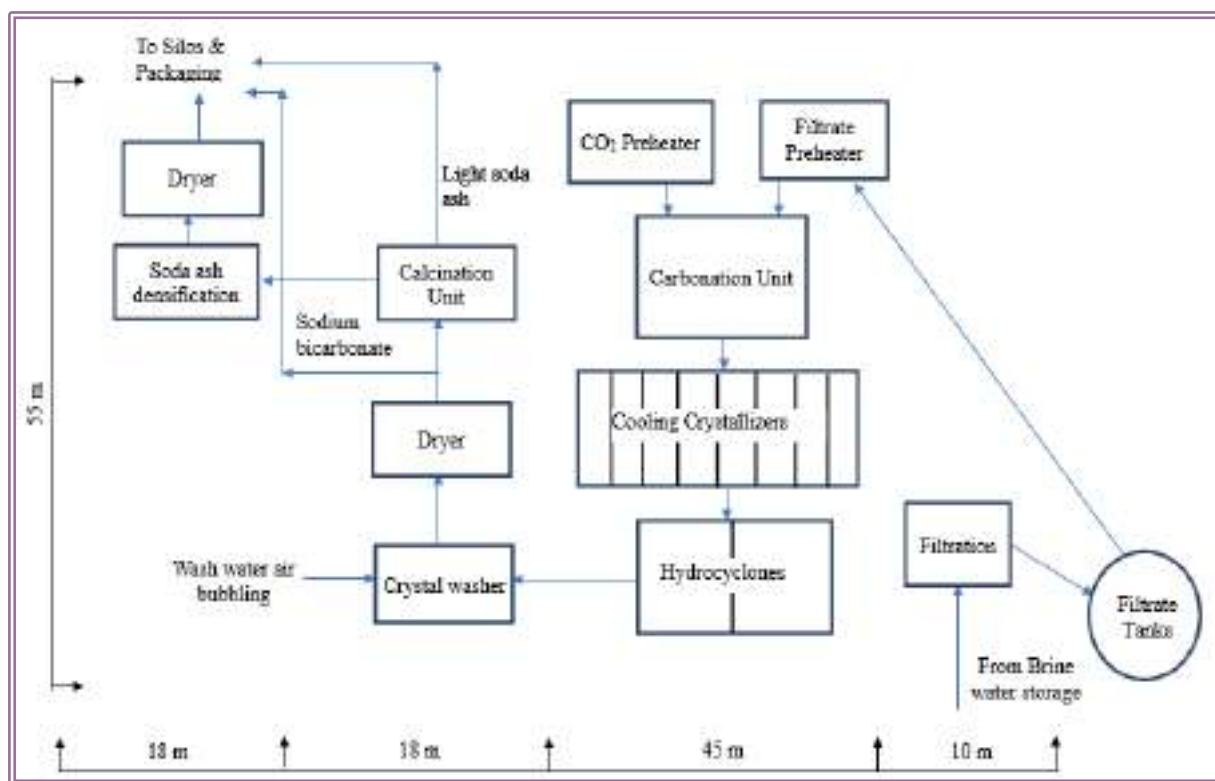 To Silos &
Packaging
CO₂ Preheater
Filtrate
Preheater
Dryer
Light soda
ash
Soda ash
densification
Calcination
Unit
Carbonation Unit
Sodium
bicarbonate
55 m
Cooling Crystallizers
Dryer
Filtration
Wash water air
bubbling
Crystal washer
Hydrocyclones
Filtrate
Tanks
From Brine
water storage
18 m
18 m
45 m
10 m